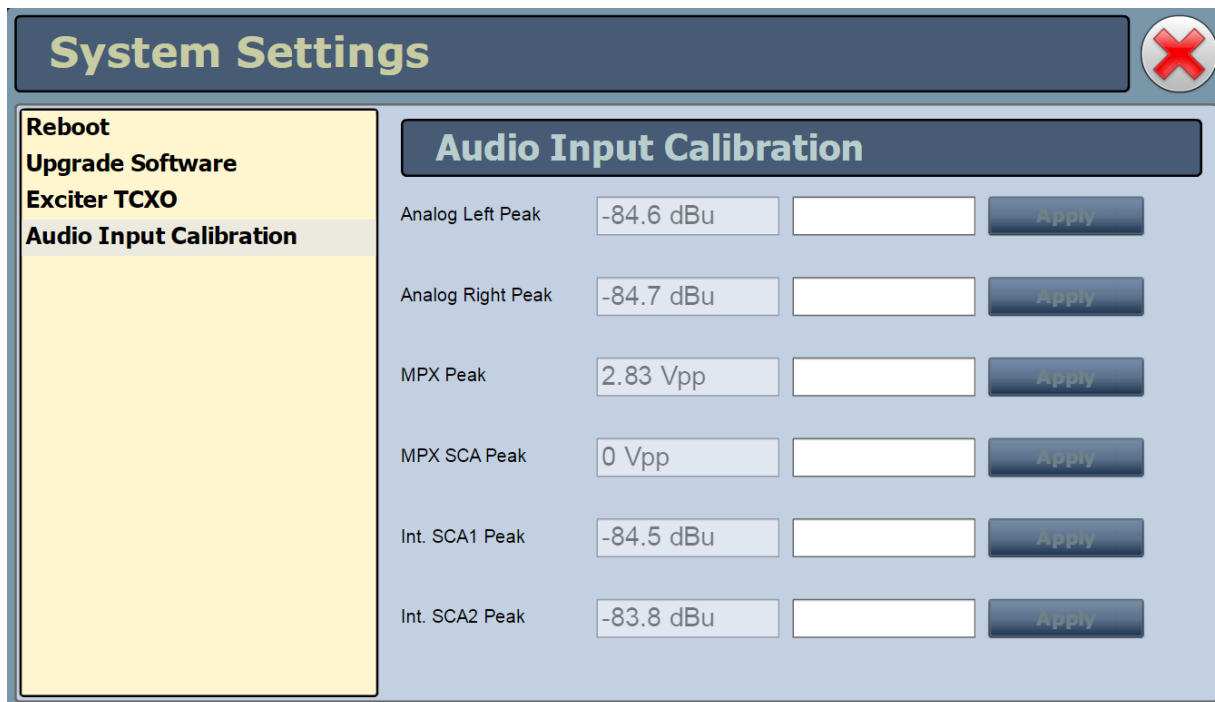 System Settings
Reboot
Upgrade Software
Exciter TCXO
Audio Input Calibration
Audio Input Calibration
Analog Left Peak -84.6 dBu Apply
Analog Right Peak -84.7 dBu Apply
MPX Peak 2.83 Vpp Apply
MPX SCA Peak 0 Vpp Apply
Int. SCA1 Peak -84.5 dBu Apply
Int. SCA2 Peak -83.8 dBu Apply